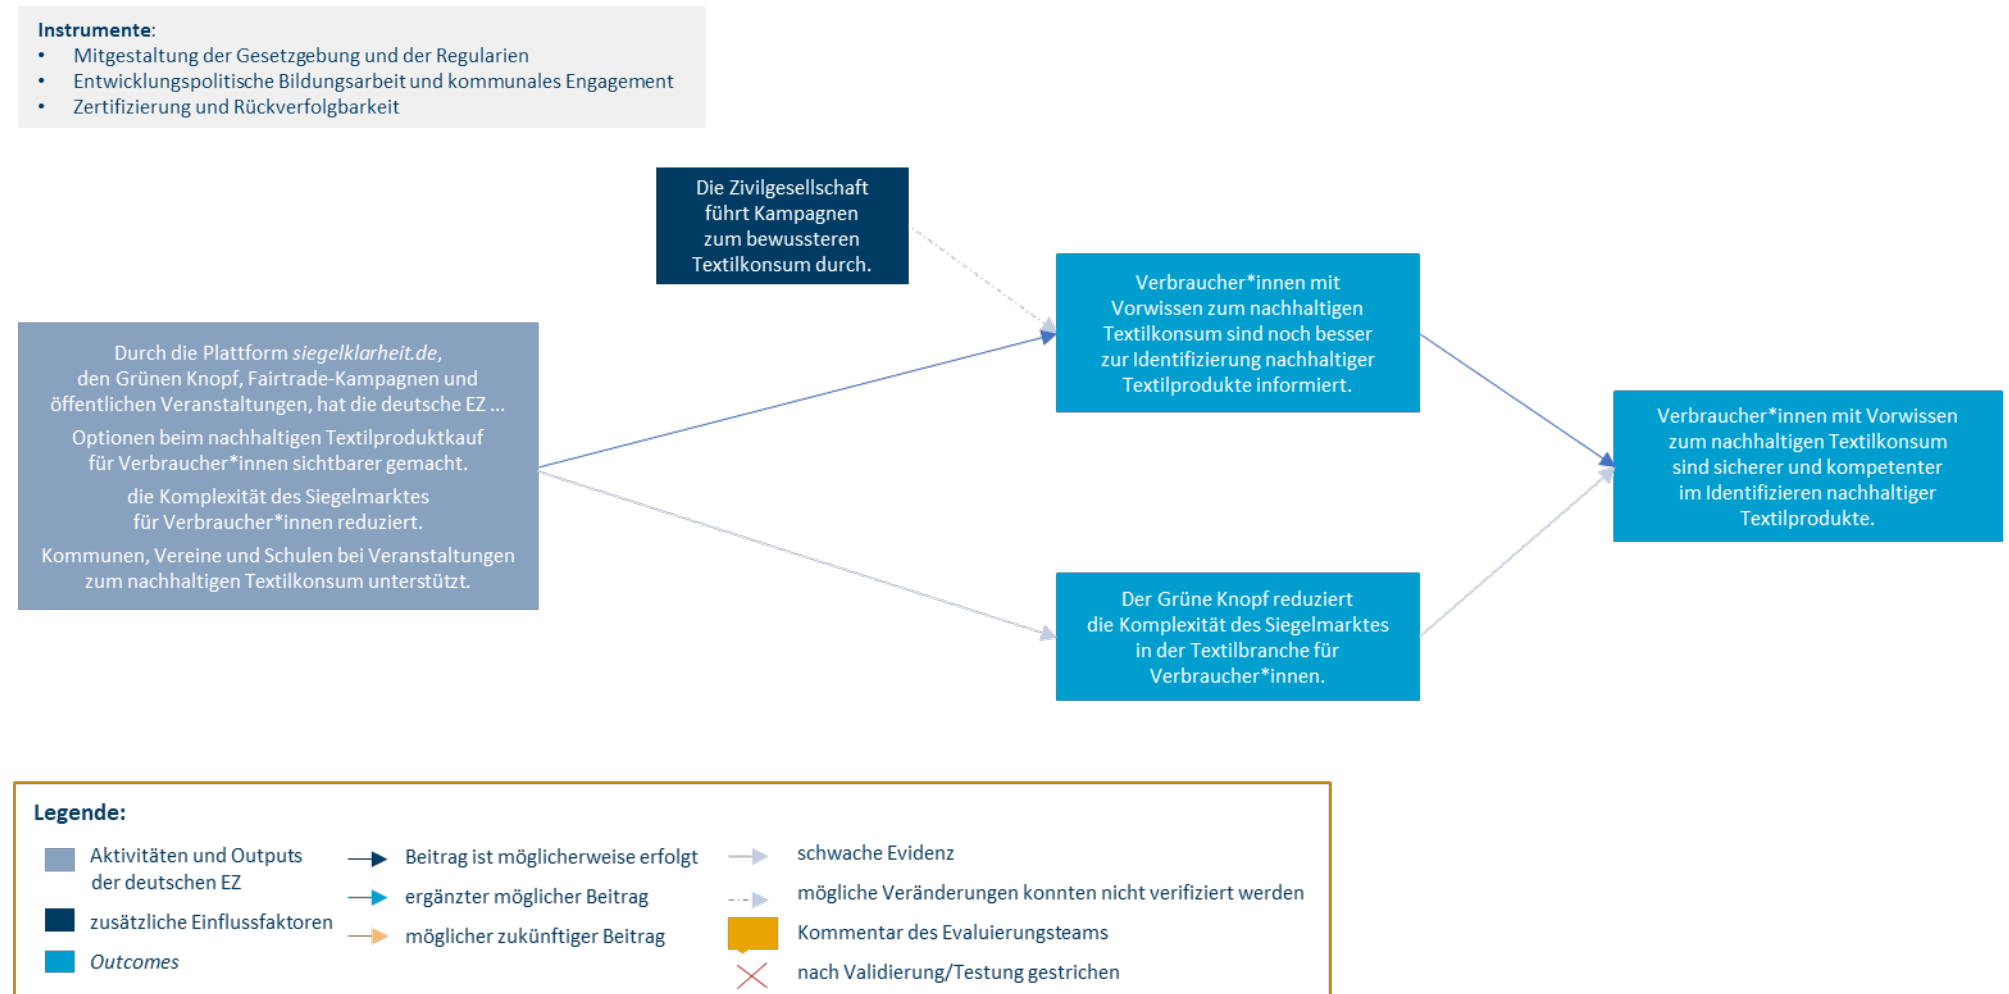 Instrumente:
• Mitgestaltung der Gesetzgebung und der Regularien
• Entwicklungspolitische Bildungsarbeit und kommunales Engagement
• Zertifizierung und Rückverfolgbarkeit
Die Zivilgesellschaft
führt Kampagnen
zum bewussteren
Textilkonsum durch.
Durch die Plattform siegelklarheit.de,
den Grünen Knopf, Fairtrade-Kampagnen und
öffentlichen Veranstaltungen, hat die deutsche EZ ...
Optionen beim nachhaltigen Textilproduktkauf
für Verbraucher*innen sichtbarer gemacht.
die Komplexität des Siegelmarktes
für Verbraucher*innen reduziert.
Kommunen, Vereine und Schulen bei Veranstaltungen
zum nachhaltigen Textilkonsum unterstützt.
Verbraucher*innen mit
Vorwissen zum nachhaltigen
Textilkonsum sind noch besser
zur Identifizierung nachhaltiger
Textilprodukte informiert.
Der Grüne Knopf reduziert
die Komplexität des Siegelmarktes
in der Textilbranche für
Verbraucher*innen.
Verbraucher*innen mit Vorwissen
zum nachhaltigen Textilkonsum
sind sicherer und kompetenter
im Identifizieren nachhaltiger
Textilprodukte.
Legende:
Aktivitäten und Outputs
der deutschen EZ
zusätzliche Einflussfaktoren
Outcomes
Beitrag ist möglicherweise erfolgt
ergänzter möglicher Beitrag
möglicher zukünftiger Beitrag
schwache Evidenz
mögliche Veränderungen konnten nicht verifiziert werden
Kommentar des Evaluierungsteams
nach Validierung/Testung gestrichen